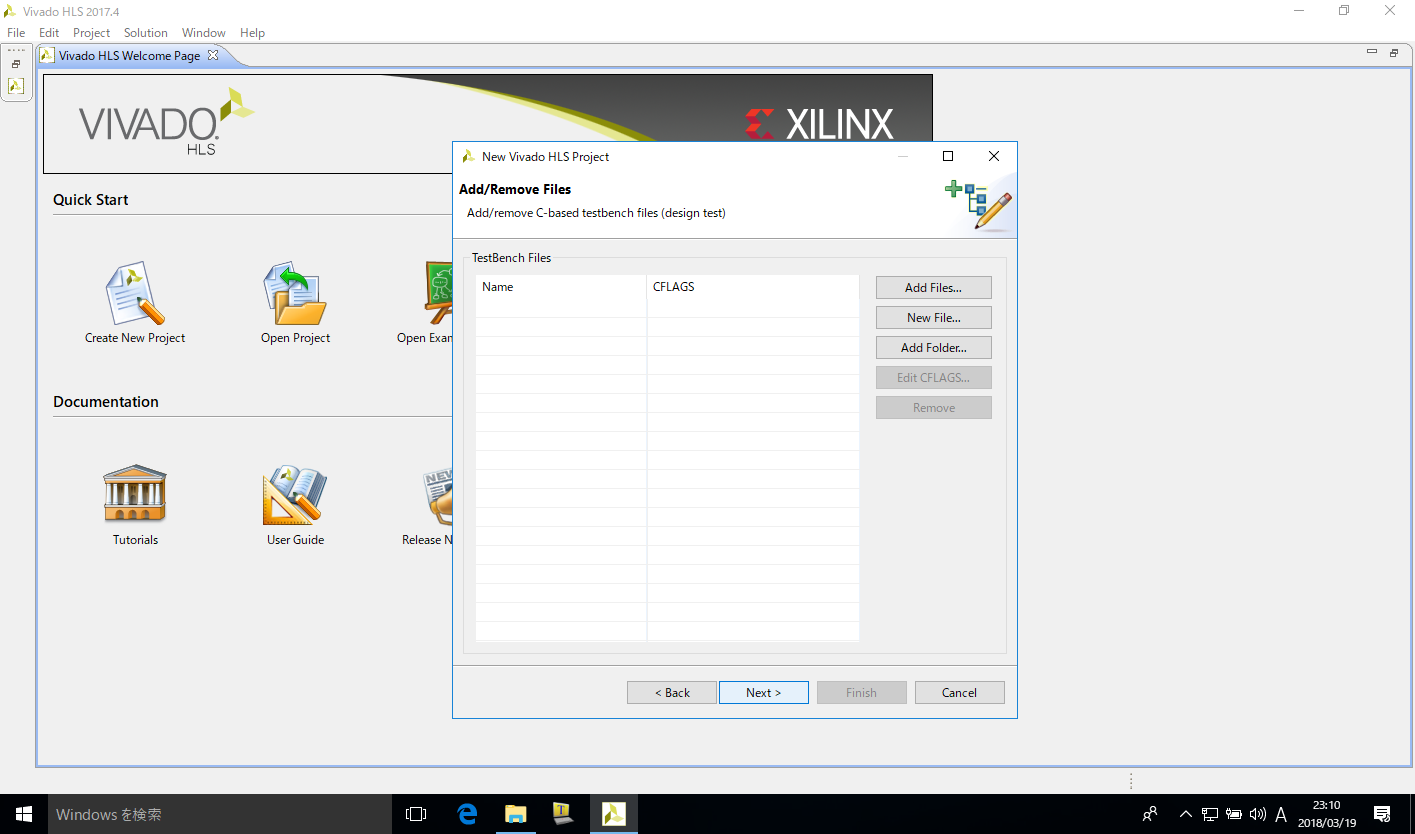 Vivado HLS 2017.4
File Edit Project Solution Window Help
Vivado HLS Welcome Page
VIVADO.
HLS
XILINX
Quick Start
Create New Project
Open Project
Open Exam
Documentation
Tutorials
User Guide
NEW
Release N
New Vivado HLS Project
Add/Remove Files
Add/remove C-based testbench files (design test)
TestBench Files
Name CFLAGS
Add Files...
New File...
Add Folder...
Edit CFLAGS...
Remove
< Back Next > Finish Cancel
Windows を検索
A
23:10
2018/03/19